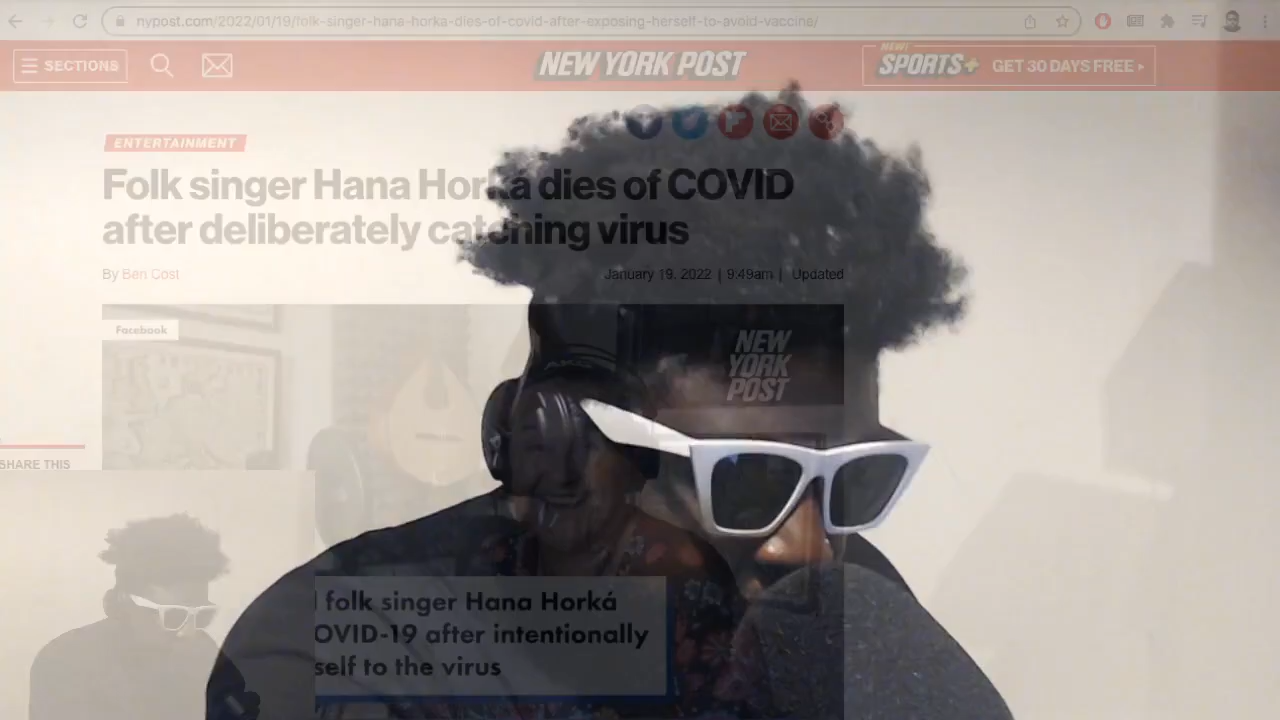 nypost.com/2022/01/19/folk-singer-hana-horka-dies-of-covid-after-exposing-herself-to-avoid-vaccine/
SECTIONS
NEW YORK POST
NEW!
SPORTS+
GET 30 DAYS FREE
ENTERTAINMENT
Folk singer Hana Horká dies of COVID
after deliberately catching virus
By Ben Cost
January 19, 2022 | 9:49am | Updated
Facebook
NEW
YORK
POST
AKG
SHARE THIS
folk singer Hana Horká
OVID-19 after intentionally
self to the virus